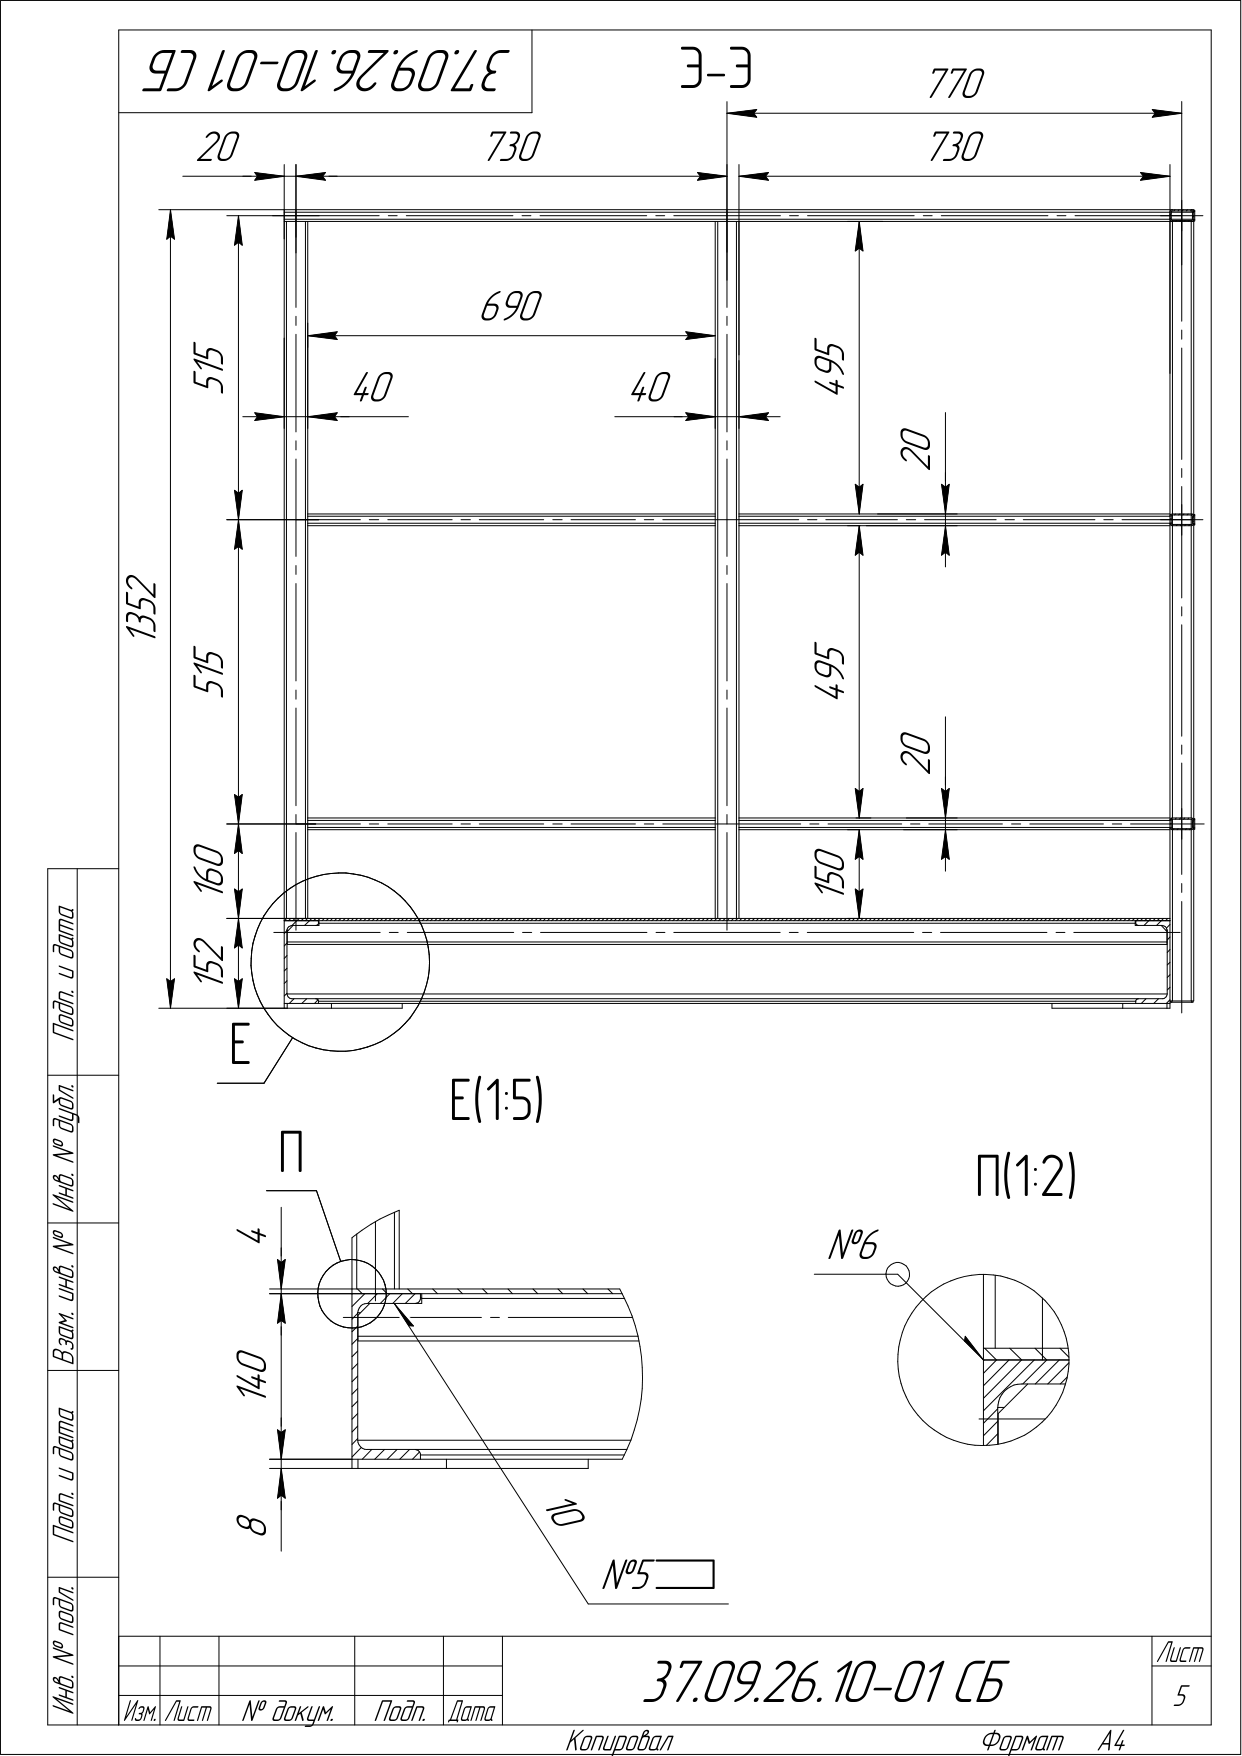 37.09.26.10-01 СБ
Э-Э
770
20
730
730
690
515
495
40
40
20
1352
515
495
20
160
150
152
Е
Е(1:5)
П
П(1:2)
4
№6
140
10
8
№5
Подп. и дата
Инв. № дубл.
Взам. инв. №
Подп. и дата
Инв. № подл.
Изм. Лист № докум. Подп. Дата
37.09.26.10-01 СБ
Лист
5
Копировал
Формат А4